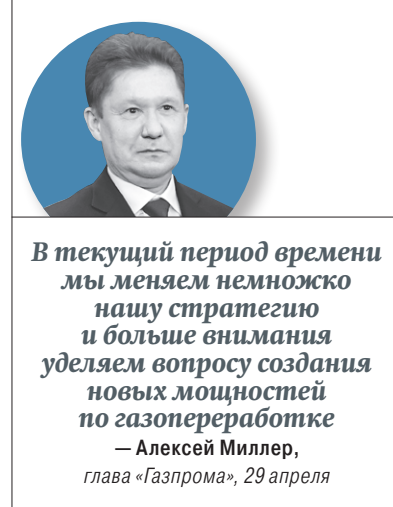 В текущий период времени
мы меняем немножко
нашу стратегию
и больше внимания
уделяем вопросу создания
новых мощностей
по газопереработке
— Алексей Миллер,
глава «Газпрома», 29 апреля